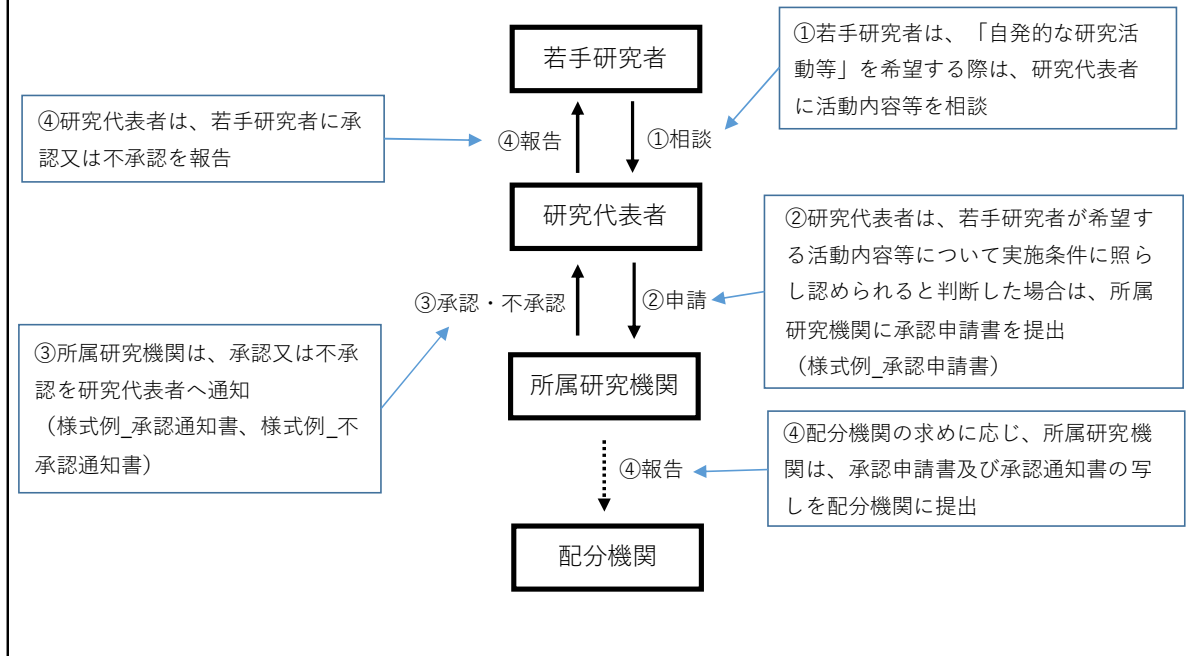 若手研究者
①若手研究者は、「自発的な研究活
動等」を希望する際は、研究代表者
に活動内容等を相談
④研究代表者は、若手研究者に承
認又は不承認を報告
④報告
①相談
研究代表者
②研究代表者は、若手研究者が希望す
る活動内容等について実施条件に照ら
し認められると判断した場合は、所属
研究機関に承認申請書を提出
（様式例_承認申請書）
③承認・不承認
②申請
③所属研究機関は、承認又は不承
認を研究代表者へ通知
（様式例_承認通知書、様式例_不
承認通知書）
所属研究機関
④配分機関の求めに応じ、所属研究機
関は、承認申請書及び承認通知書の写
しを配分機関に提出
④報告
配分機関